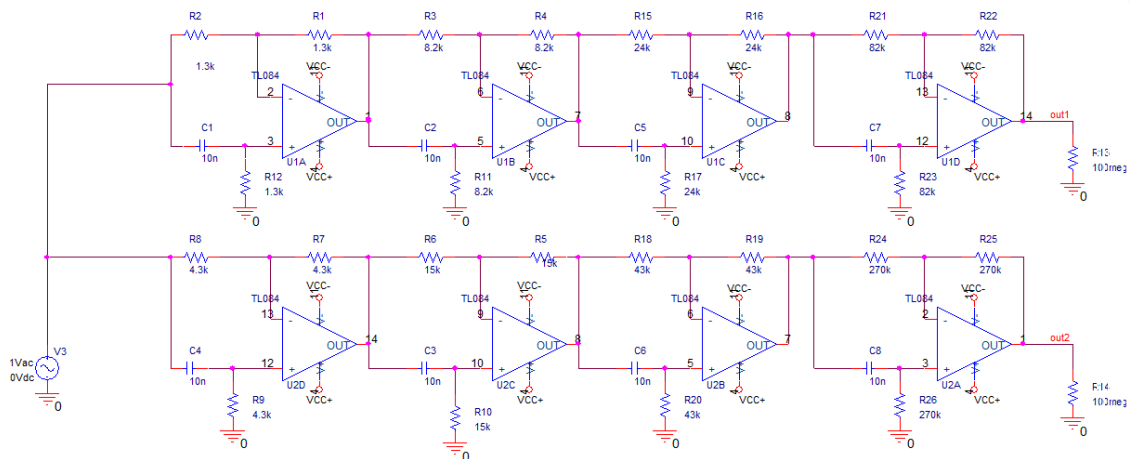 R2 R1 R3 R4 R15 R16 R21 R22
1.3k 1.3k 8.2k 8.2k 24k 24k 82k 82k
TL084 VCC- TL084 VCC- TL084 VCC- TL084 VCC-
11 11 11 11
2 - 6 - 9 - 13 -
OUT 1 OUT 7 OUT 8 OUT 14 out1
C1 3 + C2 5 + C5 10 + C7 12 +
10n U1A 10n U1B 10n U1C 10n U1D
4 4 4 4
VCC+ VCC+ VCC+ VCC+
R12 R11 R17 R23 R13
1.3k 8.2k 24k 82k 100meg
0 0 0 0 0
R8 R7 R6 R5 R18 R19 R24 R25
4.3k 4.3k 15k 15k 43k 43k 270k 270k
TL084 VCC- TL084 VCC- TL084 VCC- TL084 VCC-
11 11 11 11
13 - 9 - 6 - 2 -
OUT 14 OUT 8 OUT 7 OUT 1 out2
V3
1Vac
0Vdc
0
C4 12 + C3 10 + C6 5 + C8 3 +
10n U2D 10n U2C 10n U2B 10n U2A
4 4 4 4
VCC+ VCC+ VCC+ VCC+
R9 R10 R20 R26 R14
4.3k 15k 43k 270k 100meg
0 0 0 0 0